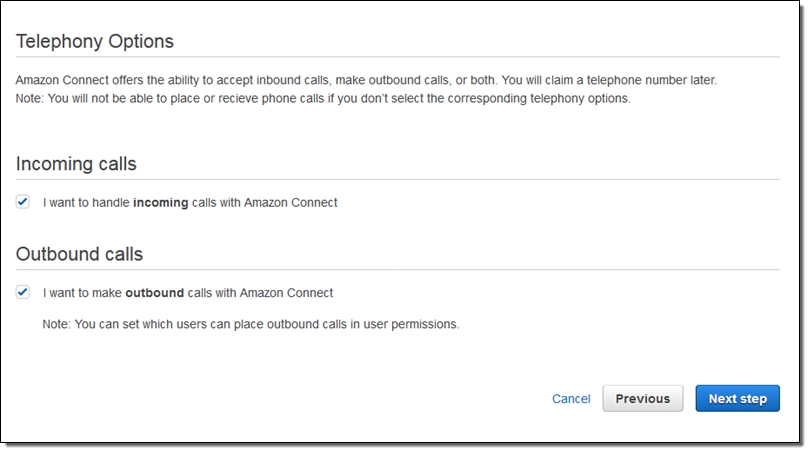 Telephony Options
Amazon Connect offers the ability to accept inbound calls, make outbound calls, or both. You will claim a telephone number later.
Note: You will not be able to place or recieve phone calls if you don't select the corresponding telephony options.
Incoming calls
I want to handle incoming calls with Amazon Connect
Outbound calls
I want to make outbound calls with Amazon Connect
Note: You can set which users can place outbound calls in user permissions.
Cancel Previous Next step